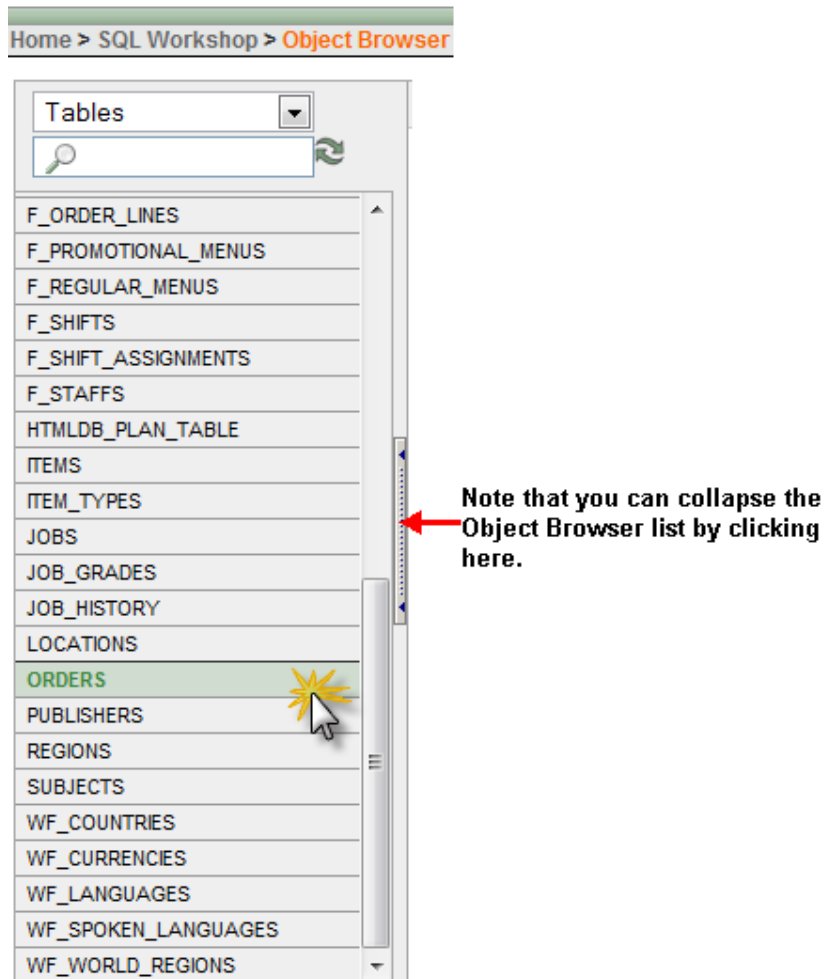 Home > SQL Workshop > Object Browser
Tables
F_ORDER_LINES
F_PROMOTIONAL_MENUS
F_REGULAR_MENUS
F_SHIFTS
F_SHIFT_ASSIGNMENTS
F_STAFFS
HTMLDB_PLAN_TABLE
ITEMS
ITEM_TYPES
JOBS
JOB_GRADES
JOB_HISTORY
LOCATIONS
ORDERS
PUBLISHERS
REGIONS
SUBJECTS
WF_COUNTRIES
WF_CURRENCIES
WF_LANGUAGES
WF_SPOKEN_LANGUAGES
WF_WORLD_REGIONS
Note that you can collapse the
Object Browser list by clicking
here.